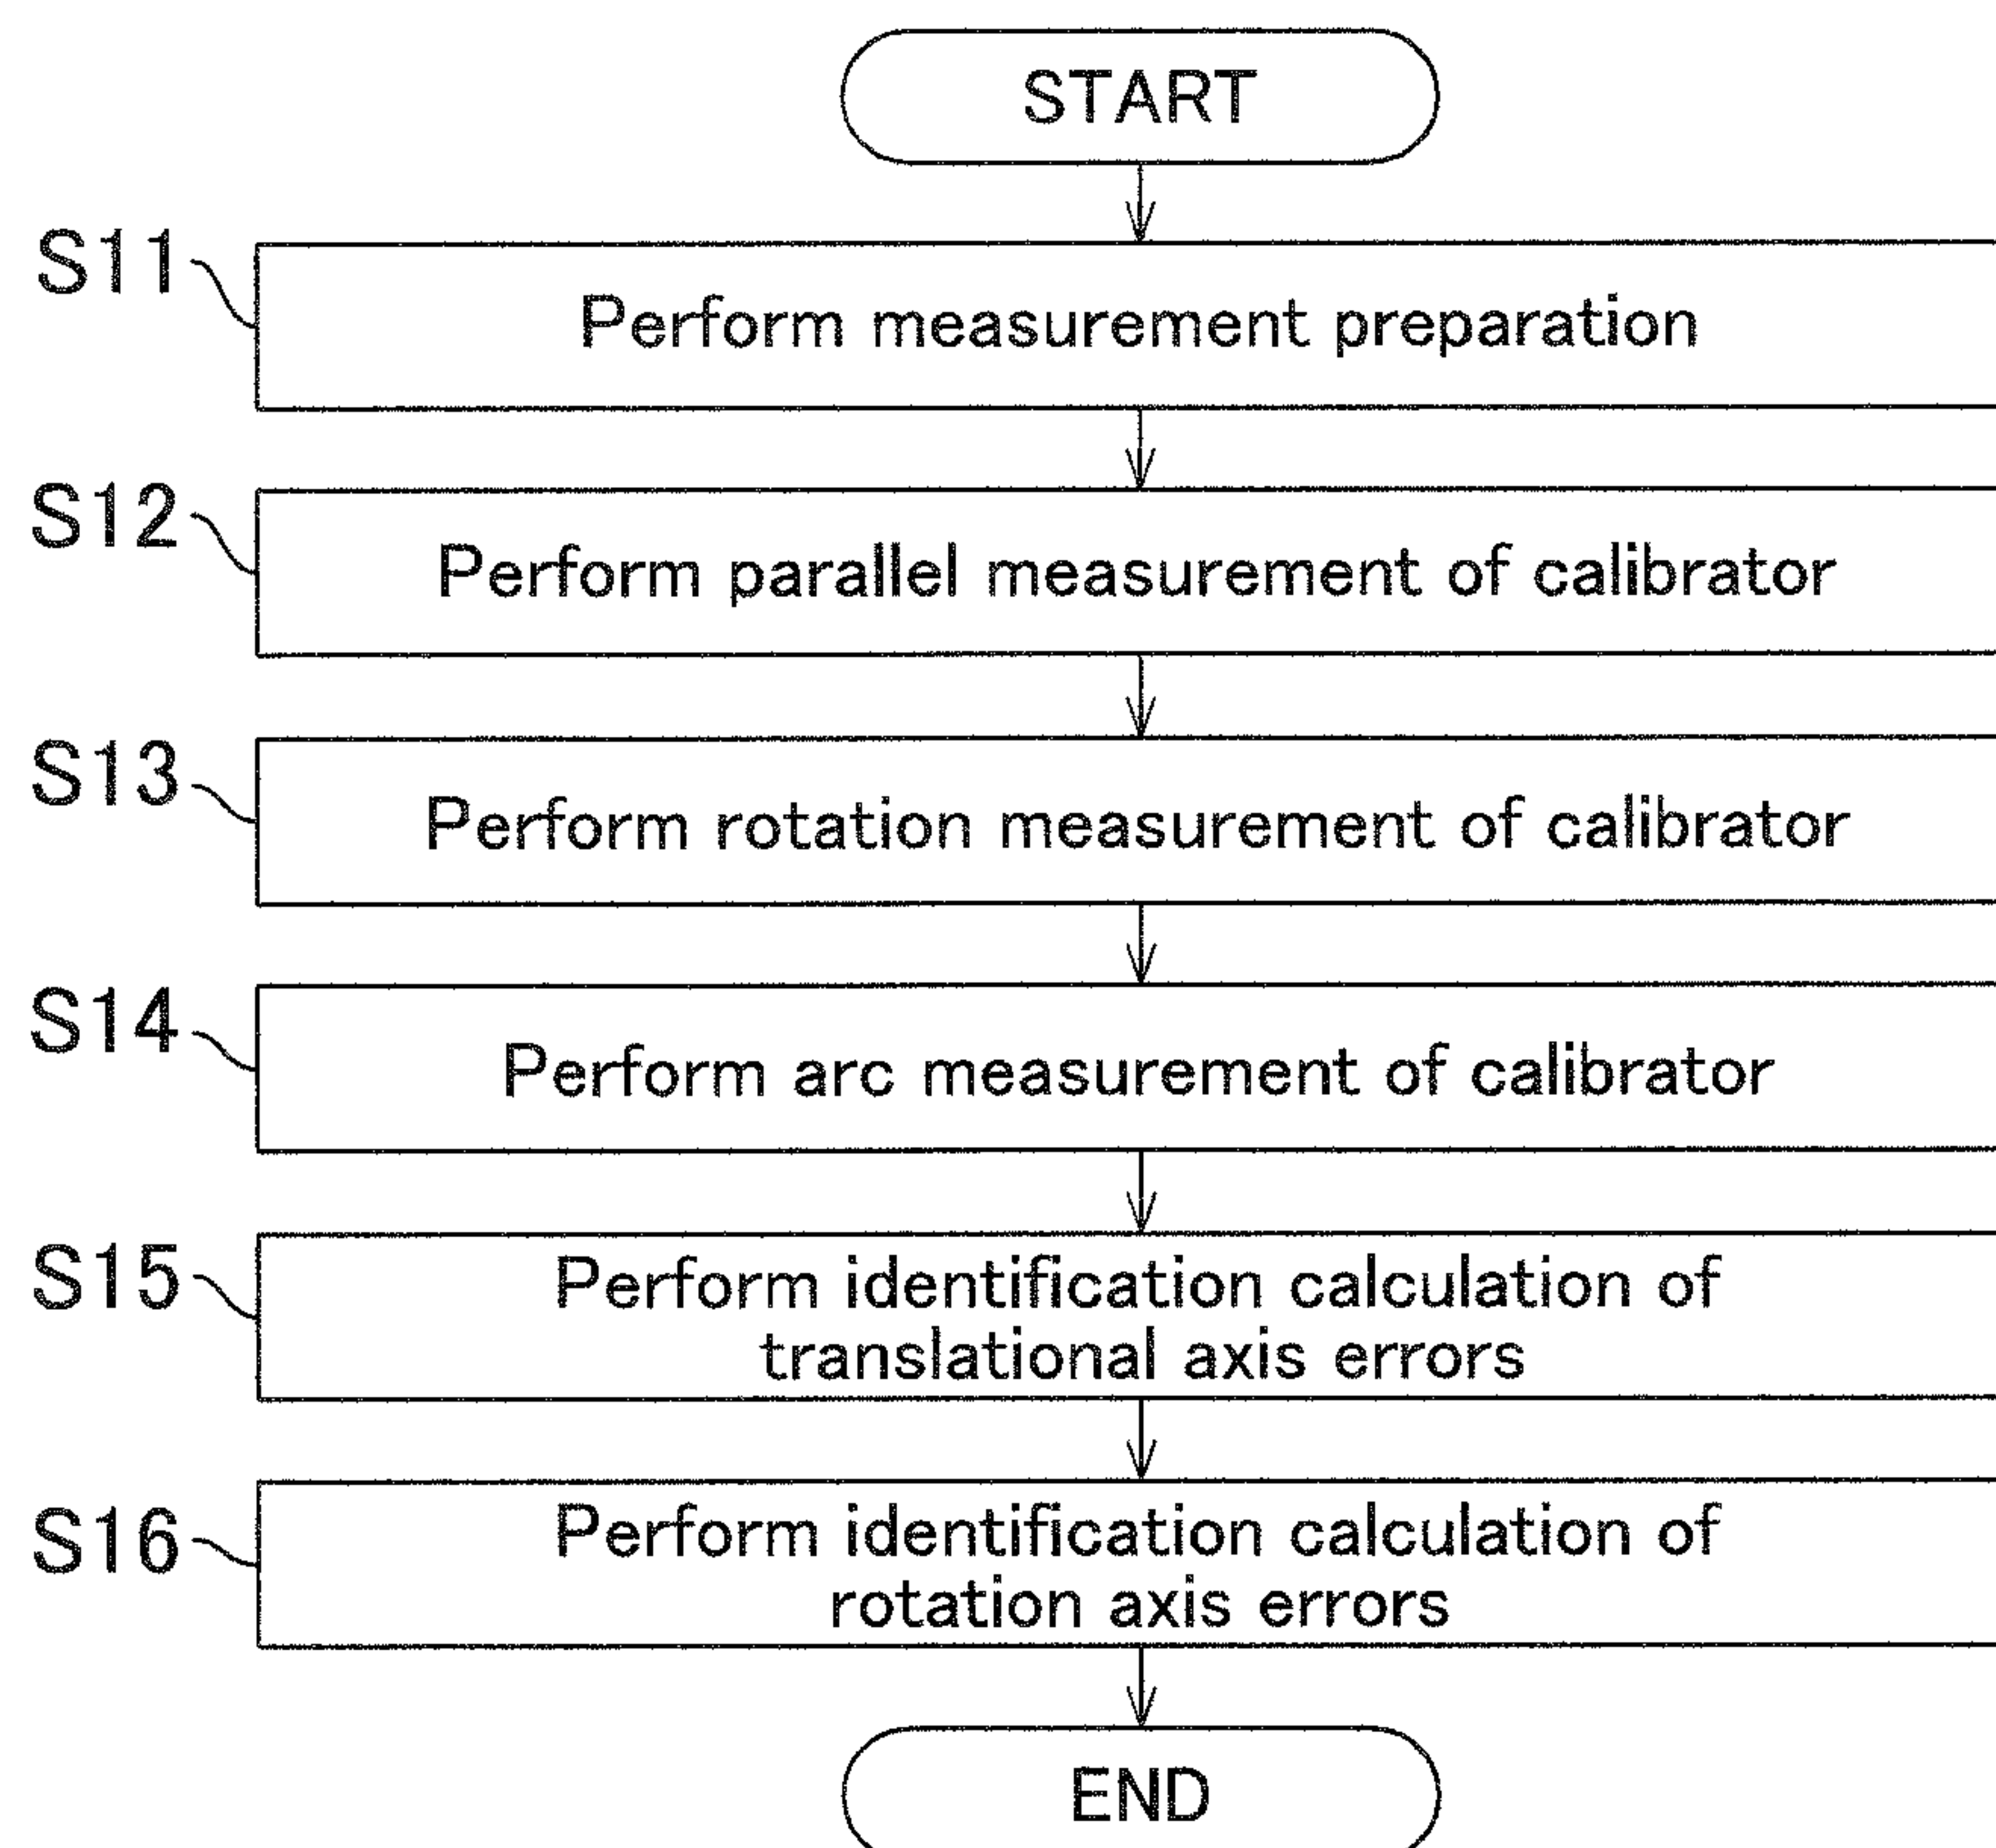 START
S11
Perform measurement preparation
S12
Perform parallel measurement of calibrator
S13
Perform rotation measurement of calibrator
S14
Perform arc measurement of calibrator
S15
Perform identification calculation of
translational axis errors
S16
Perform identification calculation of
rotation axis errors
END